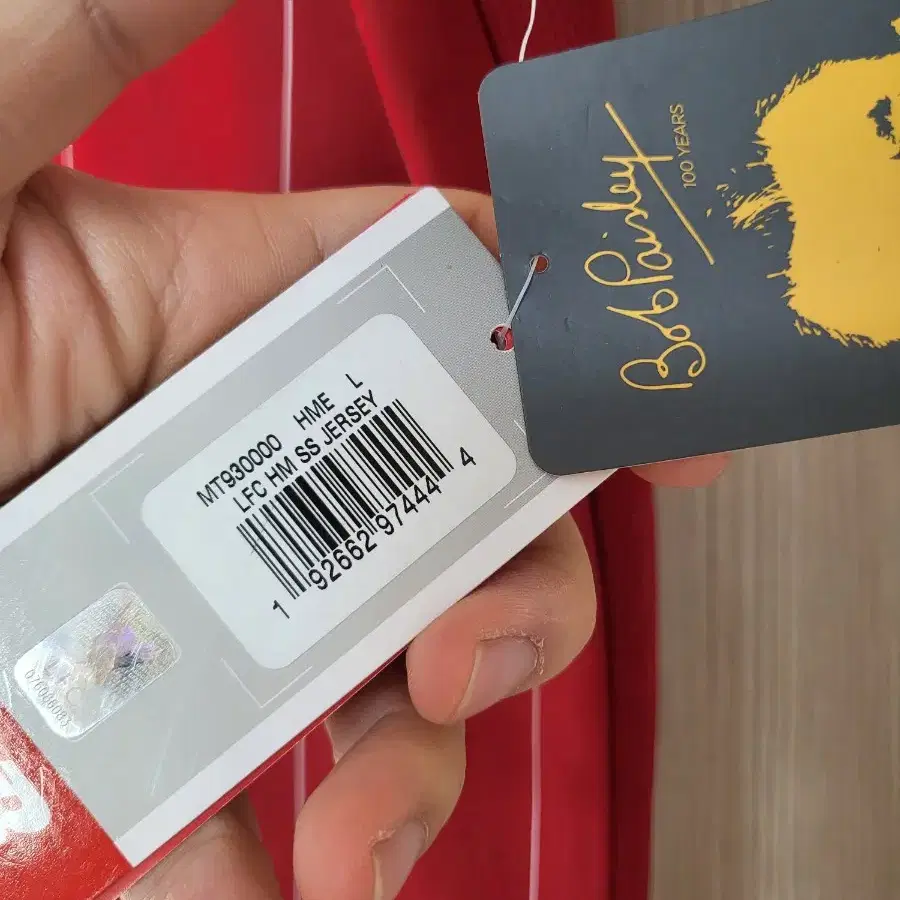 Bob Paisley
100 YEARS
MT930000 HME L
LFC HM SS JERSEY
1 92662 97444 4